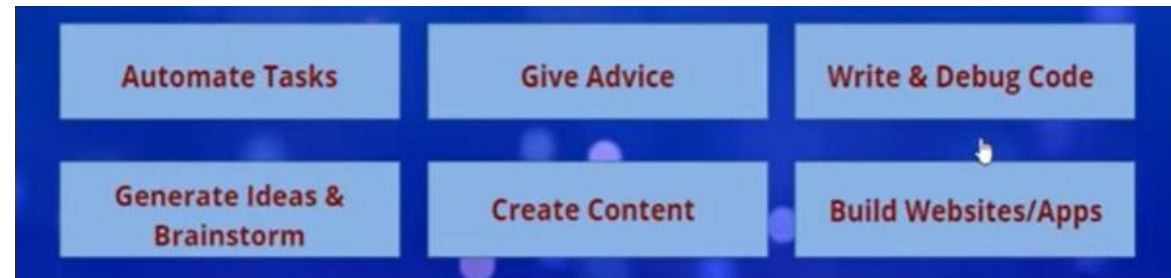 Automate Tasks
Give Advice
Write & Debug Code
Generate Ideas &
Brainstorm
Create Content
Build Websites/Apps